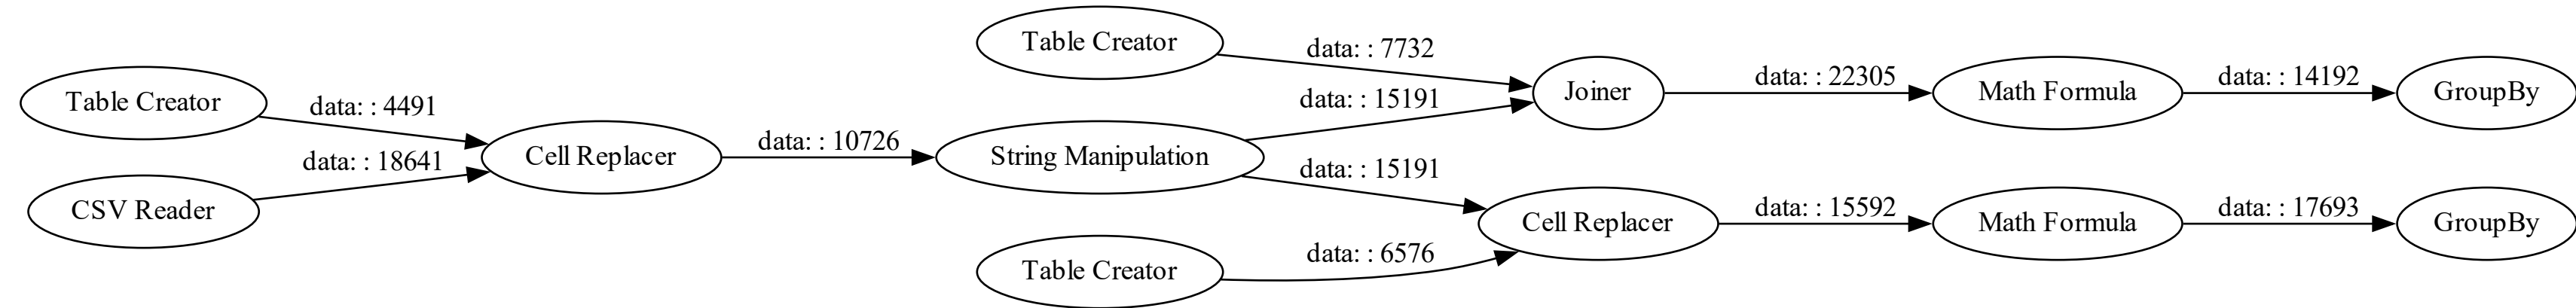 Table Creator
data: : 7732
Table Creator
data: : 4491
Joiner
data: : 22305
Math Formula
data: : 14192
GroupBy
data: : 15191
Cell Replacer
data: : 10726
String Manipulation
data: : 18641
CSV Reader
data: : 15191
Cell Replacer
data: : 15592
Math Formula
data: : 17693
GroupBy
Table Creator
data: : 6576